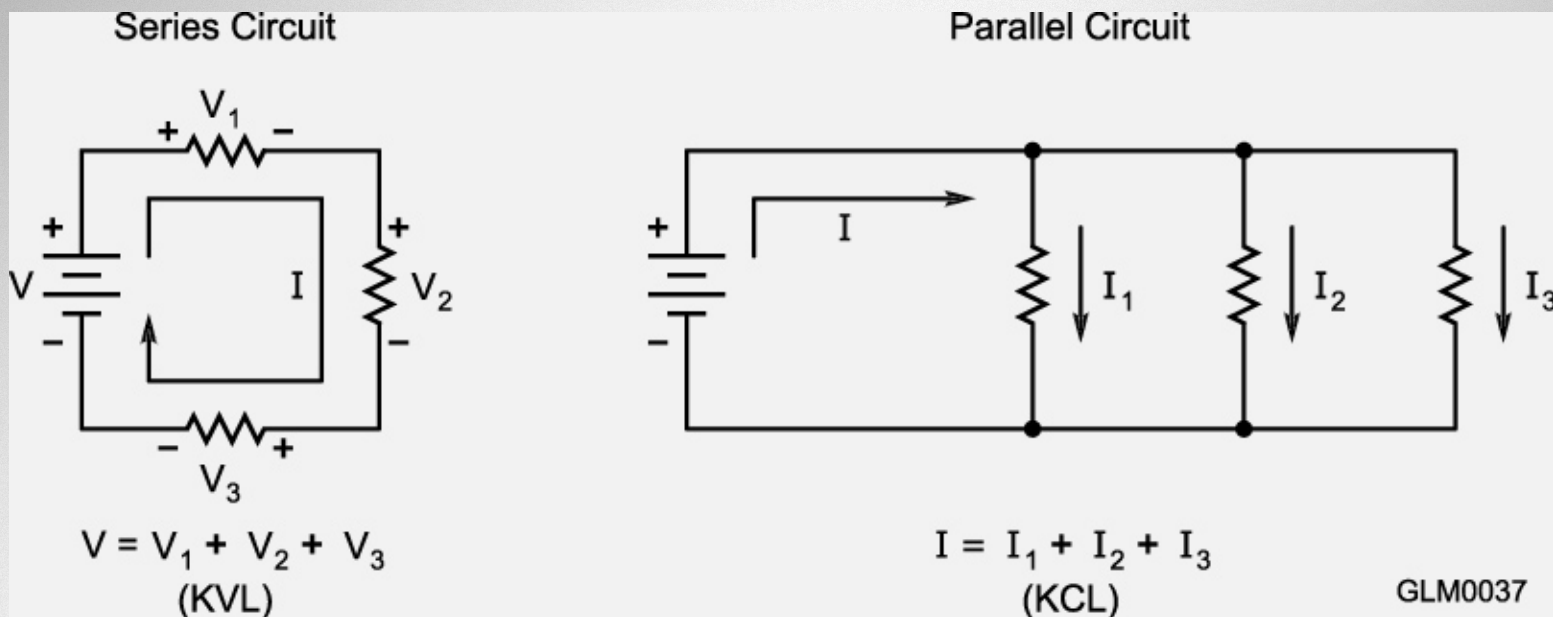 Series Circuit
V₁
+ −
+
V
−
I
+
V₂
−
− +
V₃
V = V₁ + V₂ + V₃
(KVL)
Parallel Circuit
+
−
I
I₁
I₂
I₃
I = I₁ + I₂ + I₃
(KCL)
GLM0037